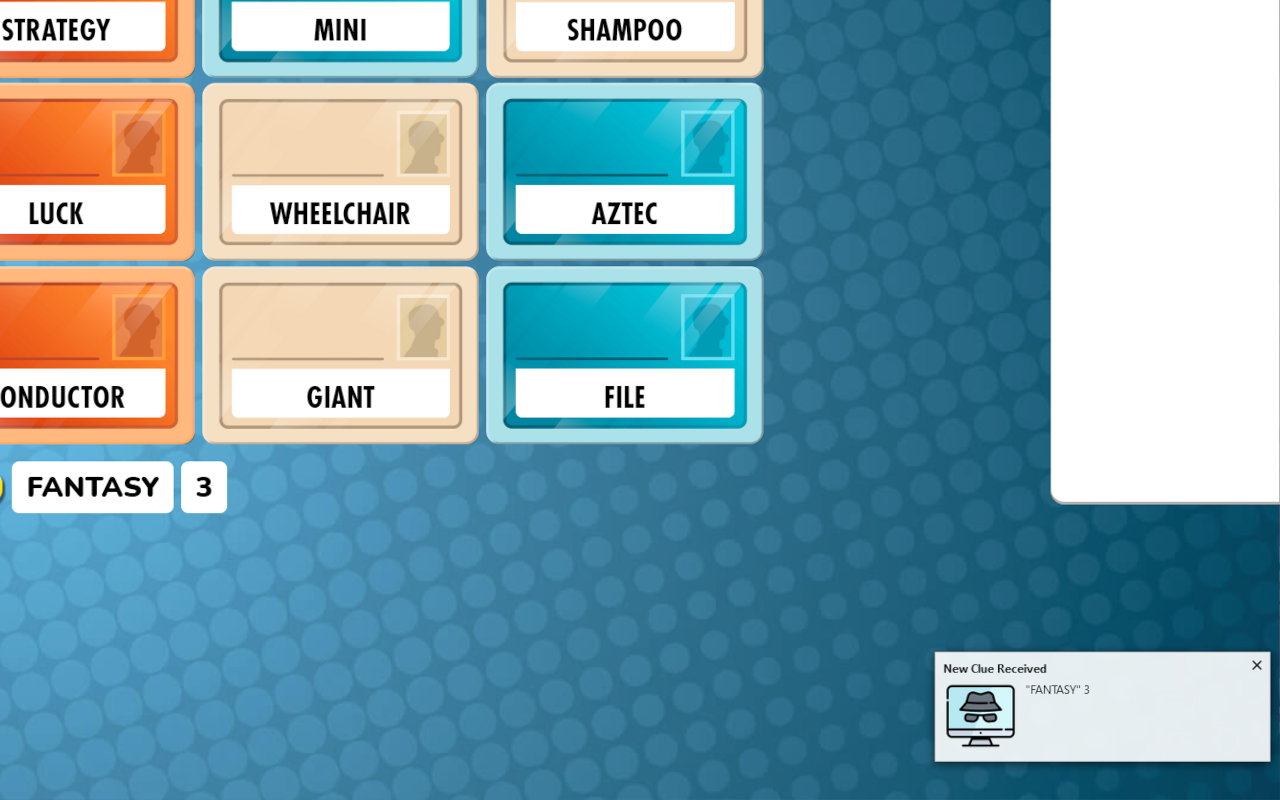 STRATEGY
MINI
SHAMPOO
LUCK
WHEELCHAIR
AZTEC
ONDUCTOR
GIANT
FILE
FANTASY 3
New Clue Received
"FANTASY" 3